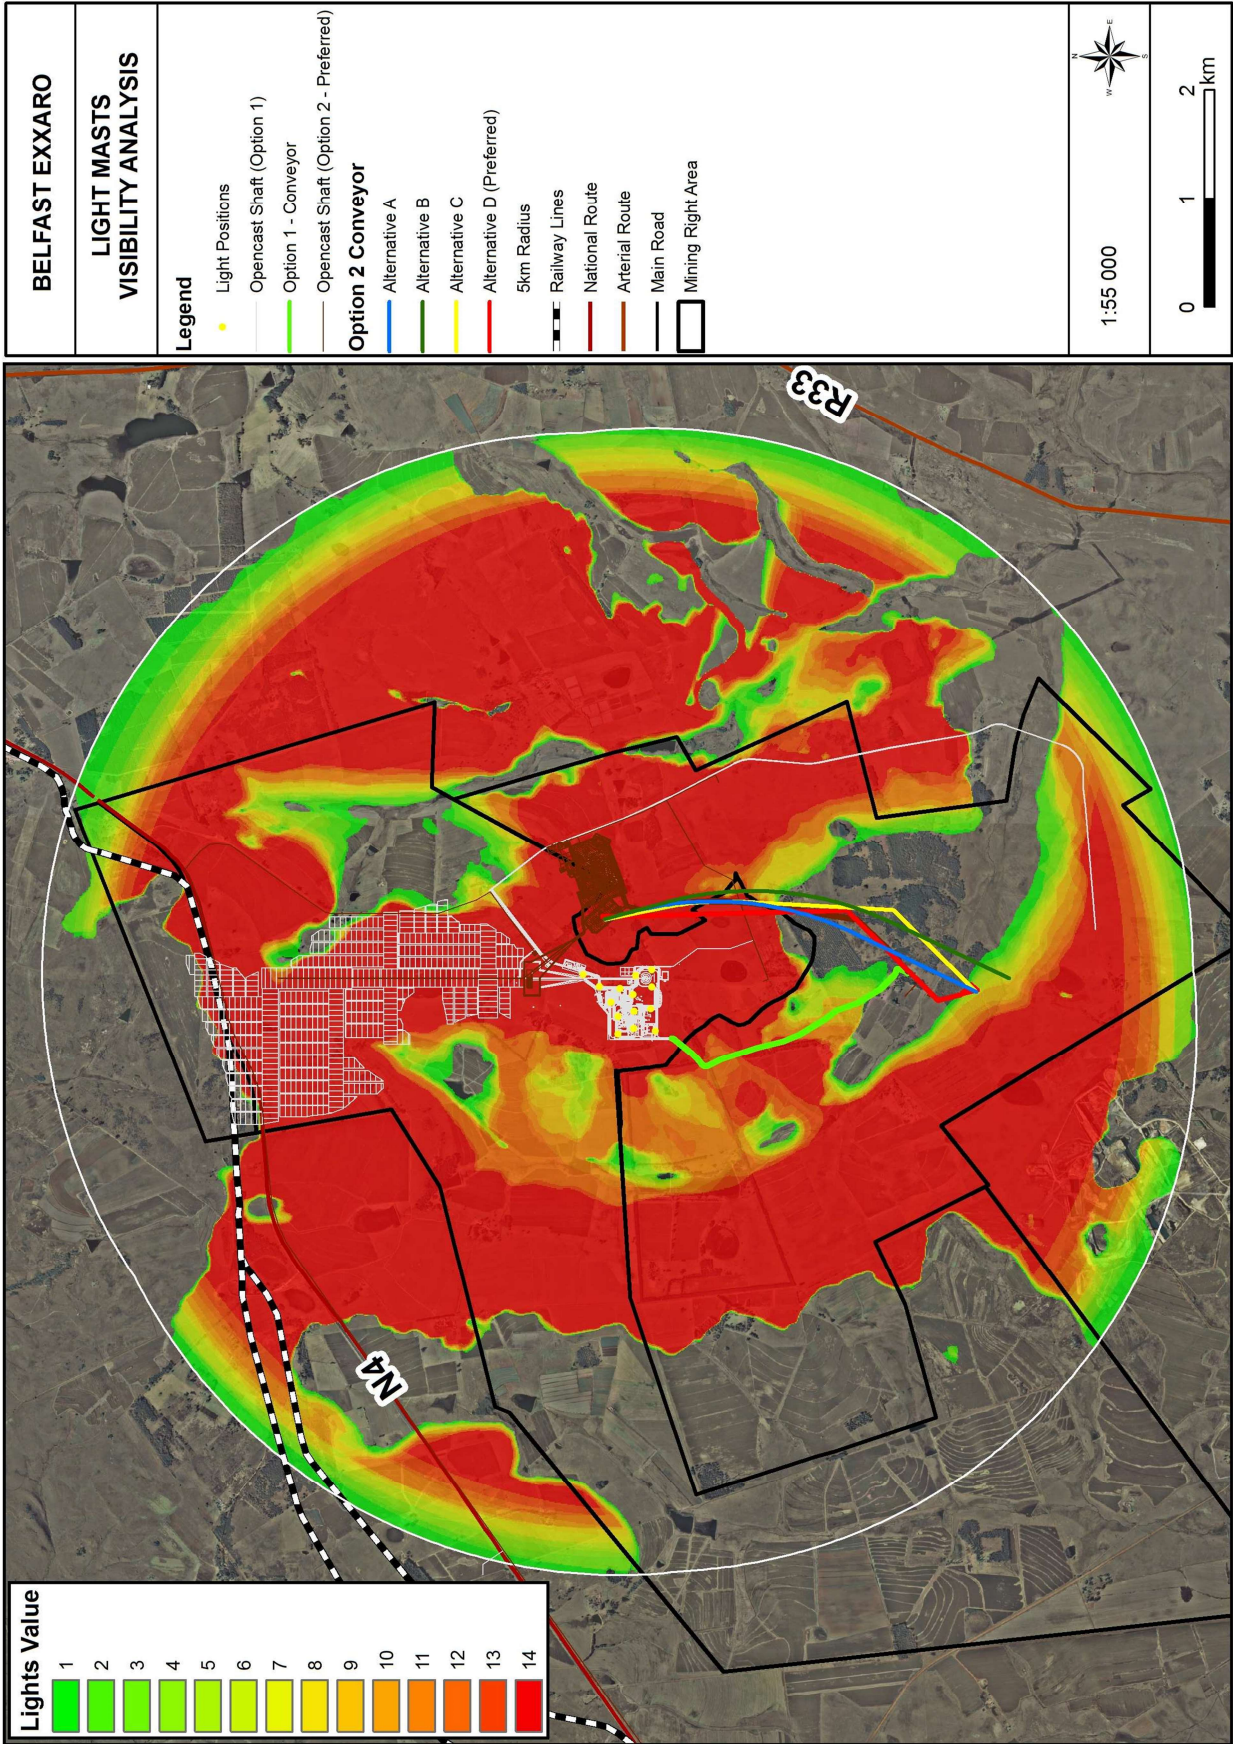 BELFAST EXXARO
LIGHT MASTS
VISIBILITY ANALYSIS
Legend
Light Positions
Opencast Shaft (Option 1)
Option 1 - Conveyor
Opencast Shaft (Option 2 - Preferred)
Option 2 Conveyor
Alternative A
Alternative B
Alternative C
Alternative D (Preferred)
5km Radius
Railway Lines
National Route
Arterial Route
Main Road
Mining Right Area
N
W
E
S
1:55 000
0 1 2
km
Lights Value
1
2
3
4
5
6
7
8
9
10
11
12
13
14
N4
R33